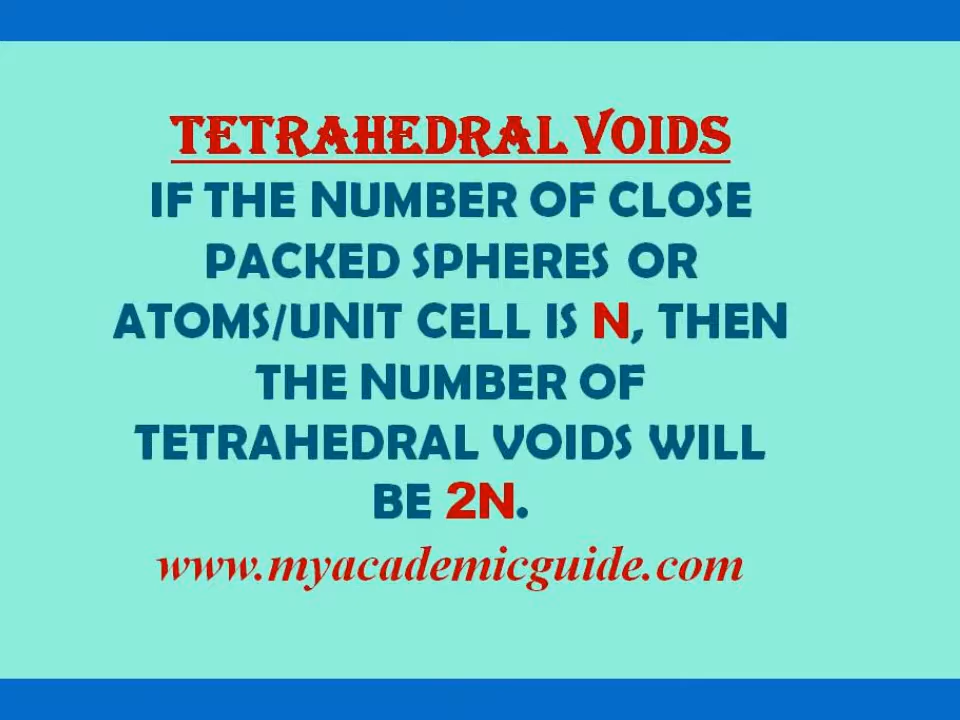 TETRAHEDRAL VOIDS
IF THE NUMBER OF CLOSE
PACKED SPHERES OR
ATOMS/UNIT CELL IS N, THEN
THE NUMBER OF
TETRAHEDRAL VOIDS WILL
BE 2N.
www.myacademicguide.com